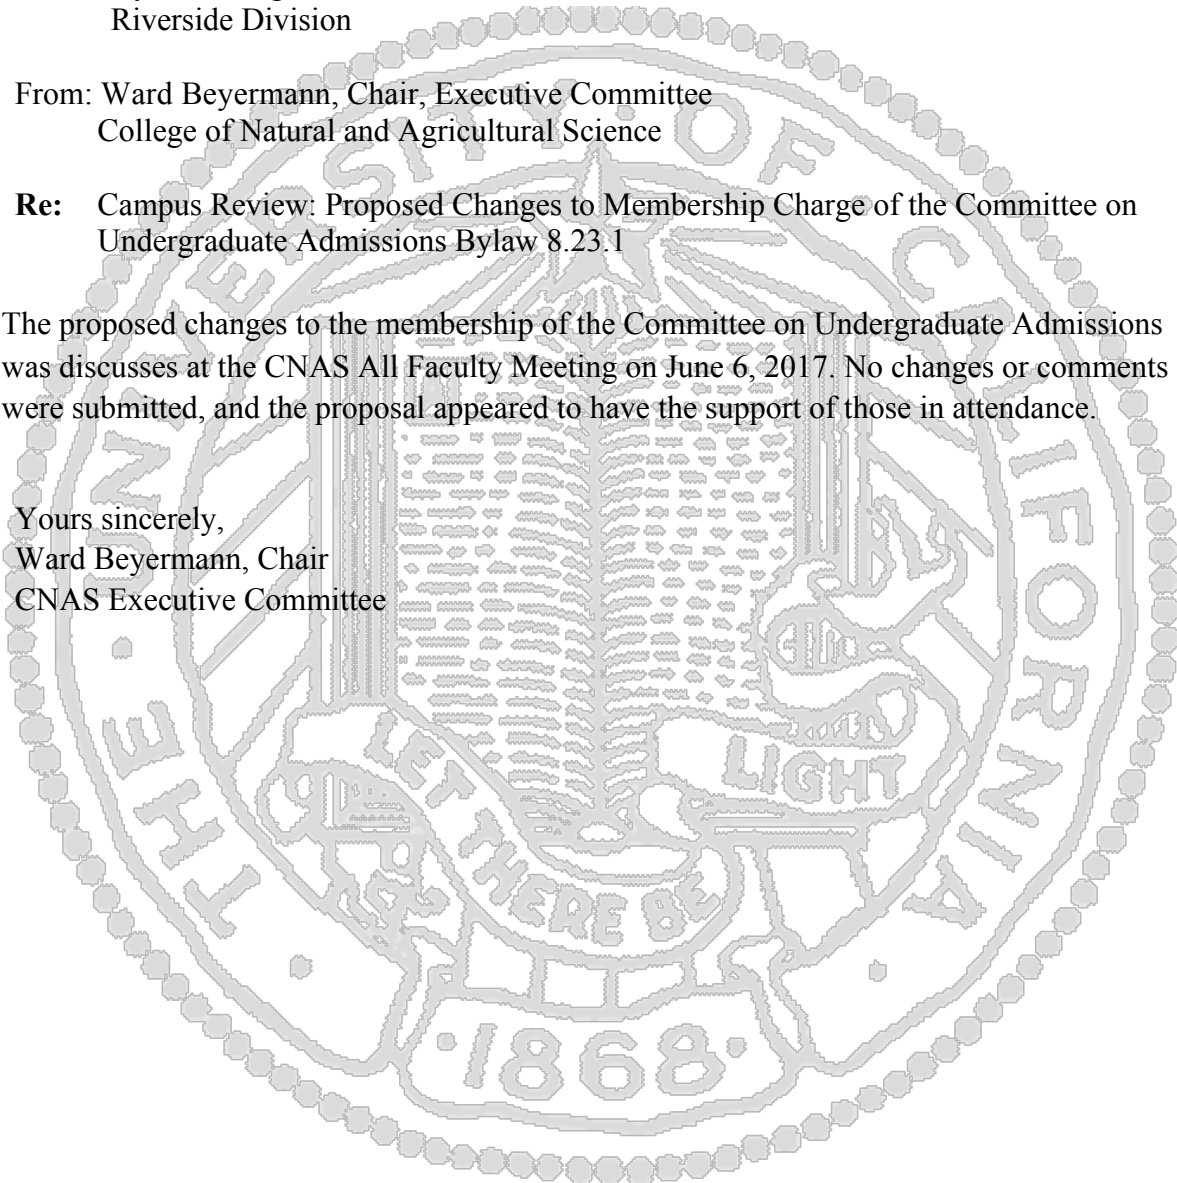 Riverside Division
From: Ward Beyermann, Chair, Executive Committee
College of Natural and Agricultural Science
Re: Campus Review: Proposed Changes to Membership Charge of the Committee on
Undergraduate Admissions Bylaw 8.23.1
The proposed changes to the membership of the Committee on Undergraduate Admissions
was discusses at the CNAS All Faculty Meeting on June 6, 2017. No changes or comments
were submitted, and the proposal appeared to have the support of those in attendance.
Yours sincerely,
Ward Beyermann, Chair
CNAS Executive Committee
THE · UNIVERSITY · OF CALIFORNIA ·
LET THERE BE
LIGHT
·1868·